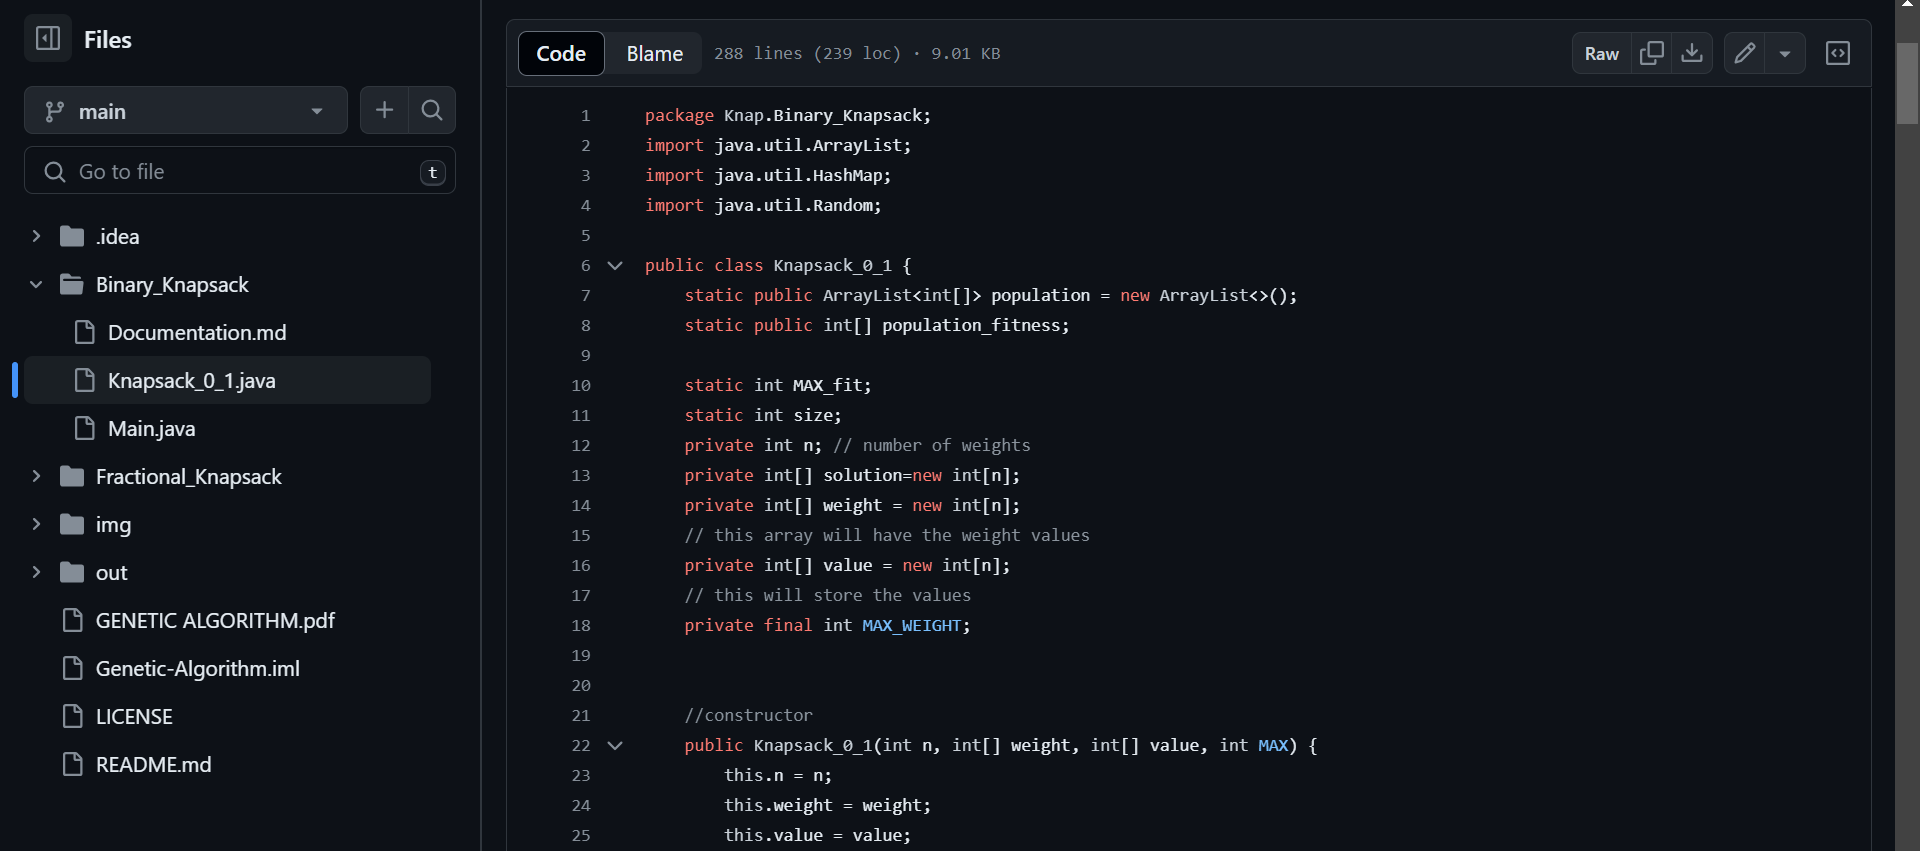 Files
main
Go to file
t
.idea
Binary_Knapsack
Documentation.md
Knapsack_0_1.java
Main.java
Fractional_Knapsack
img
out
GENETIC ALGORITHM.pdf
Genetic-Algorithm.iml
LICENSE
README.md
Code Blame 288 lines (239 loc) · 9.01 KB Raw
1 package Knap.Binary_Knapsack;
2 import java.util.ArrayList;
3 import java.util.HashMap;
4 import java.util.Random;
5
6 public class Knapsack_0_1 {
7 static public ArrayList<int[]> population = new ArrayList<>();
8 static public int[] population_fitness;
9
10 static int MAX_fit;
11 static int size;
12 private int n; // number of weights
13 private int[] solution=new int[n];
14 private int[] weight = new int[n];
15 // this array will have the weight values
16 private int[] value = new int[n];
17 // this will store the values
18 private final int MAX_WEIGHT;
19
20
21 //constructor
22 public Knapsack_0_1(int n, int[] weight, int[] value, int MAX) {
23 this.n = n;
24 this.weight = weight;
25 this.value = value;